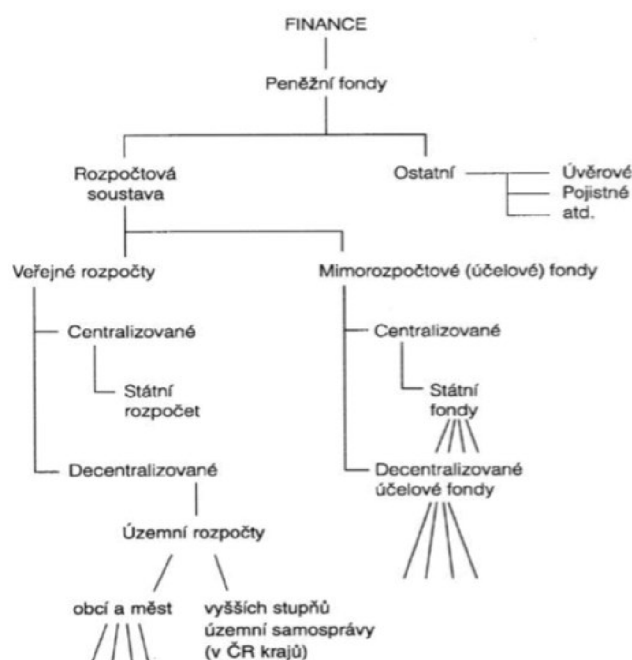 FINANCE
Peněžní fondy
Rozpočtová
soustava
Ostatní
Úvěrové
Pojistné
atd.
Veřejné rozpočty
Mimorozpočtové (účelové) fondy
Centralizované
Centralizované
Státní
rozpočet
Státní
fondy
Decentralizované
Decentralizované
účelové fondy
Územní rozpočty
obcí a měst
vyšších stupňů
územní samosprávy
(v ČR krajů)